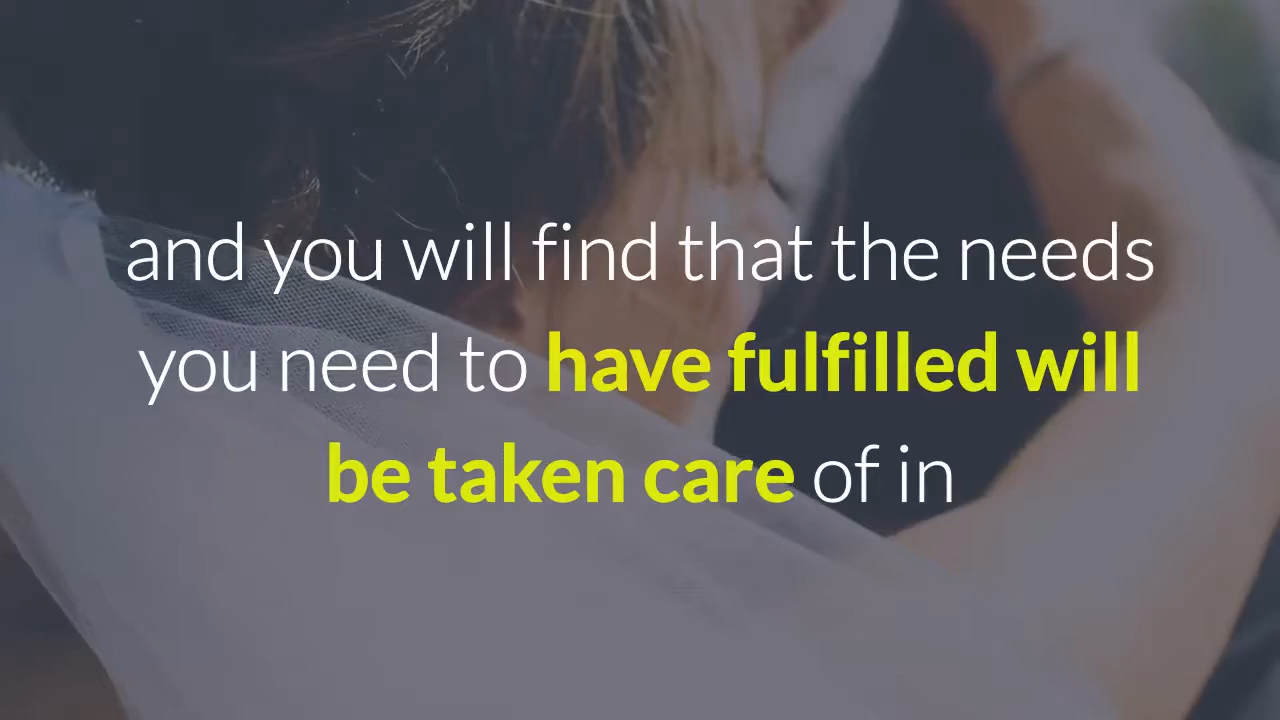 and you will find that the needs
you need to have fulfilled will
be taken care of in